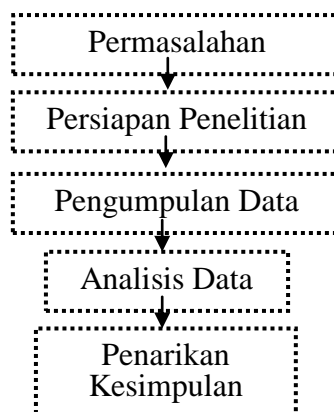 Permasalahan
Persiapan Penelitian
Pengumpulan Data
Analisis Data
Penarikan
Kesimpulan